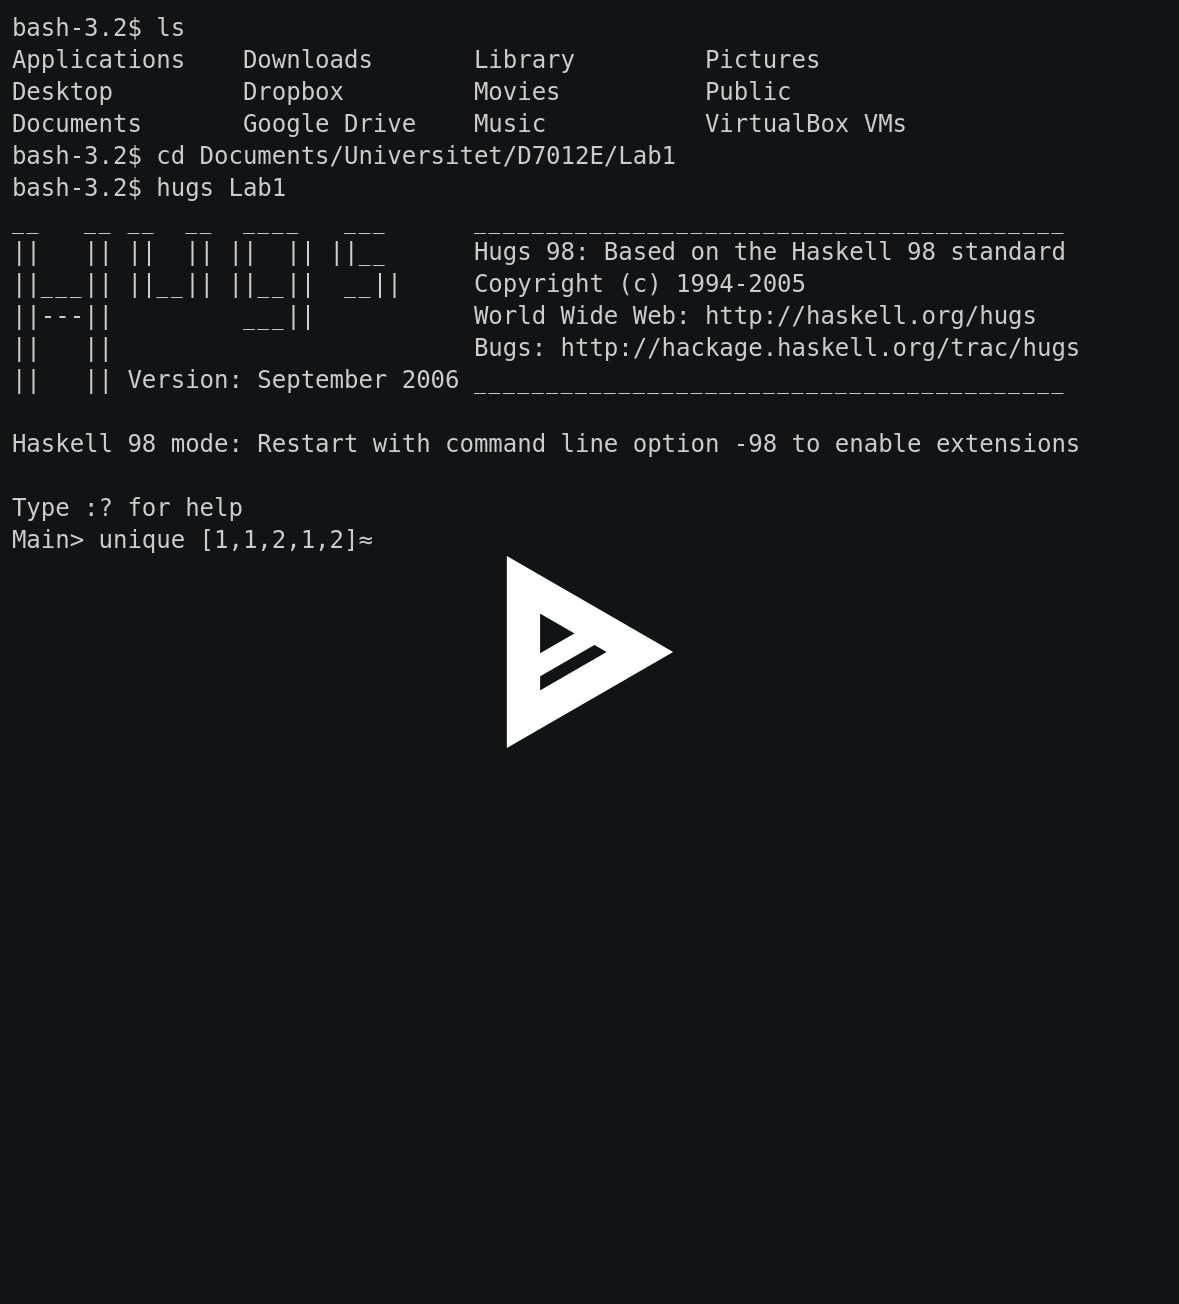 bash-3.2$ ls
Applications    Downloads       Library         Pictures
Desktop         Dropbox         Movies          Public
Documents       Google Drive    Music           VirtualBox VMs
bash-3.2$ cd Documents/Universitet/D7012E/Lab1
bash-3.2$ hugs Lab1
__   __ __  __  ____   ___      _________________________________________
||   || ||  || ||  || ||__      Hugs 98: Based on the Haskell 98 standard
||___|| ||__|| ||__||  __||     Copyright (c) 1994-2005
||---||         ___||           World Wide Web: http://haskell.org/hugs
||   ||                         Bugs: http://hackage.haskell.org/trac/hugs
||   || Version: September 2006 _________________________________________

Haskell 98 mode: Restart with command line option -98 to enable extensions

Type :? for help
Main> unique [1,1,2,1,2]≈